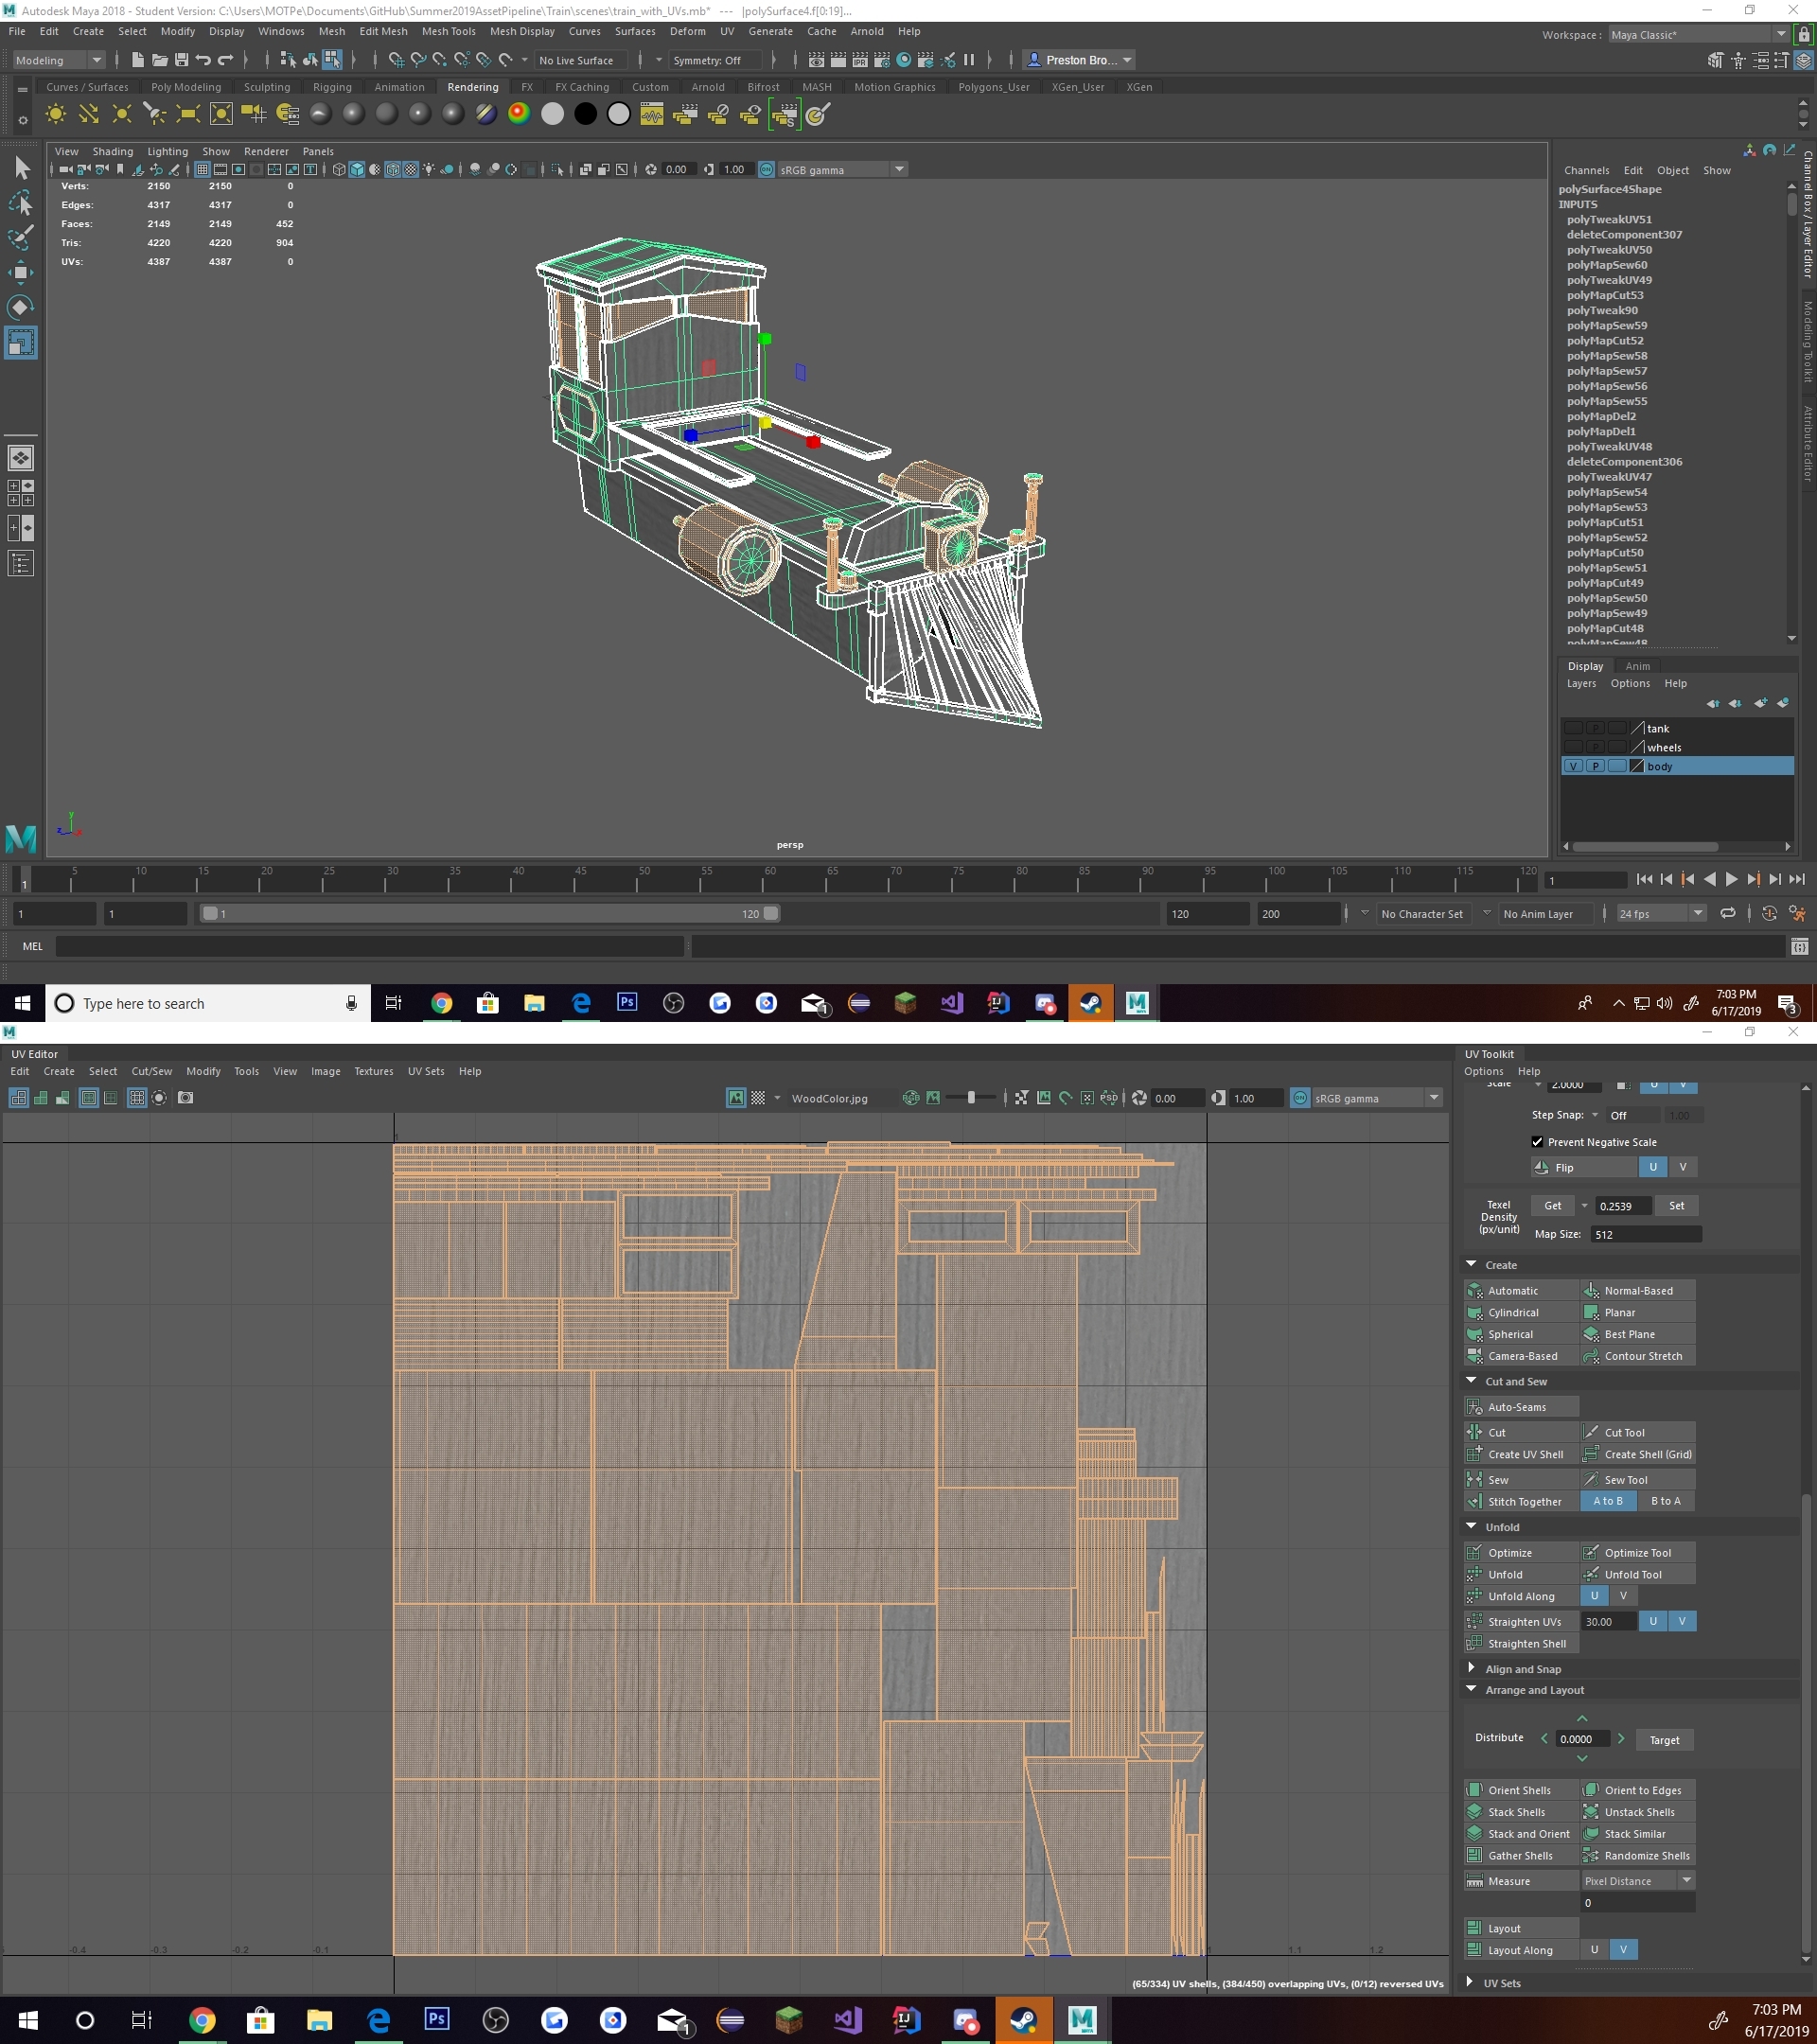 Autodesk Maya 2018 - Student Version: C:\Users\MOTPe\Documents\GitHub\Summer2019AssetPipeline\Train\scenes\train_with_UVs.mb* --- |polySurface4.f[0:19]...
File Edit Create Select Modify Display Windows Mesh Edit Mesh Mesh Tools Mesh Display Curves Surfaces Deform UV Generate Cache Arnold Help
Workspace : Maya Classic*
Modeling No Live Surface Symmetry: Off Preston Bro...
Curves / Surfaces Poly Modeling Sculpting Rigging Animation Rendering FX FX Caching Custom Arnold Bifrost MASH Motion Graphics Polygons_User XGen_User XGen
View Shading Lighting Show Renderer Panels
0.00 1.00 sRGB gamma
Verts: 2150 2150 0
Edges: 4317 4317 0
Faces: 2149 2149 452
Tris: 4220 4220 904
UVs: 4387 4387 0
persp
Channels Edit Object Show
polySurface4Shape
INPUTS
polyTweakUV51
deleteComponent307
polyTweakUV50
polyMapSew60
polyTweakUV49
polyMapCut53
polyTweak90
polyMapSew59
polyMapCut52
polyMapSew58
polyMapSew57
polyMapSew56
polyMapSew55
polyMapDel2
polyMapDel1
polyTweakUV48
deleteComponent306
polyTweakUV47
polyMapSew54
polyMapSew53
polyMapCut51
polyMapSew52
polyMapCut50
polyMapSew51
polyMapCut49
polyMapSew50
polyMapSew49
polyMapCut48
polyMapSew48
Channel Box / Layer Editor
Modeling Toolkit
Attribute Editor
Display Anim
Layers Options Help
P tank
P wheels
V P body
1 5 10 15 20 25 30 35 40 45 50 55 60 65 70 75 80 85 90 95 100 105 110 115 120 1
1 1 1 120 120 200 No Character Set No Anim Layer 24 fps
MEL
Type here to search
7:03 PM
6/17/2019
UV Editor
Edit Create Select Cut/Sew Modify Tools View Image Textures UV Sets Help
WoodColor.jpg 0.00 1.00 sRGB gamma
1
-0.4 -0.3 -0.2 -0.1 1 1.1 1.2
(65/334) UV shells, (384/450) overlapping UVs, (0/12) reversed UVs
UV Toolkit
Options Help
Scale 2.0000 U V
Step Snap: Off 1.00
Prevent Negative Scale
Flip U V
Texel Density (px/unit) Get 0.2539 Set
Map Size: 512
Create
Automatic Normal-Based
Cylindrical Planar
Spherical Best Plane
Camera-Based Contour Stretch
Cut and Sew
Auto-Seams
Cut Cut Tool
Create UV Shell Create Shell (Grid)
Sew Sew Tool
Stitch Together A to B B to A
Unfold
Optimize Optimize Tool
Unfold Unfold Tool
Unfold Along U V
Straighten UVs 30.00 U V
Straighten Shell
Align and Snap
Arrange and Layout
Distribute 0.0000 Target
Orient Shells Orient to Edges
Stack Shells Unstack Shells
Stack and Orient Stack Similar
Gather Shells Randomize Shells
Measure Pixel Distance
0
Layout
Layout Along U V
UV Sets
7:03 PM
6/17/2019